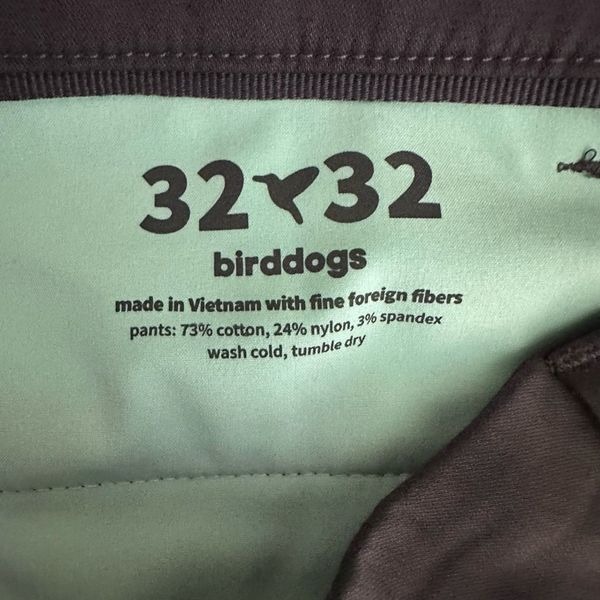 32 32
birddogs
made in Vietnam with fine foreign fibers
pants: 73% cotton, 24% nylon, 3% spandex
wash cold, tumble dry